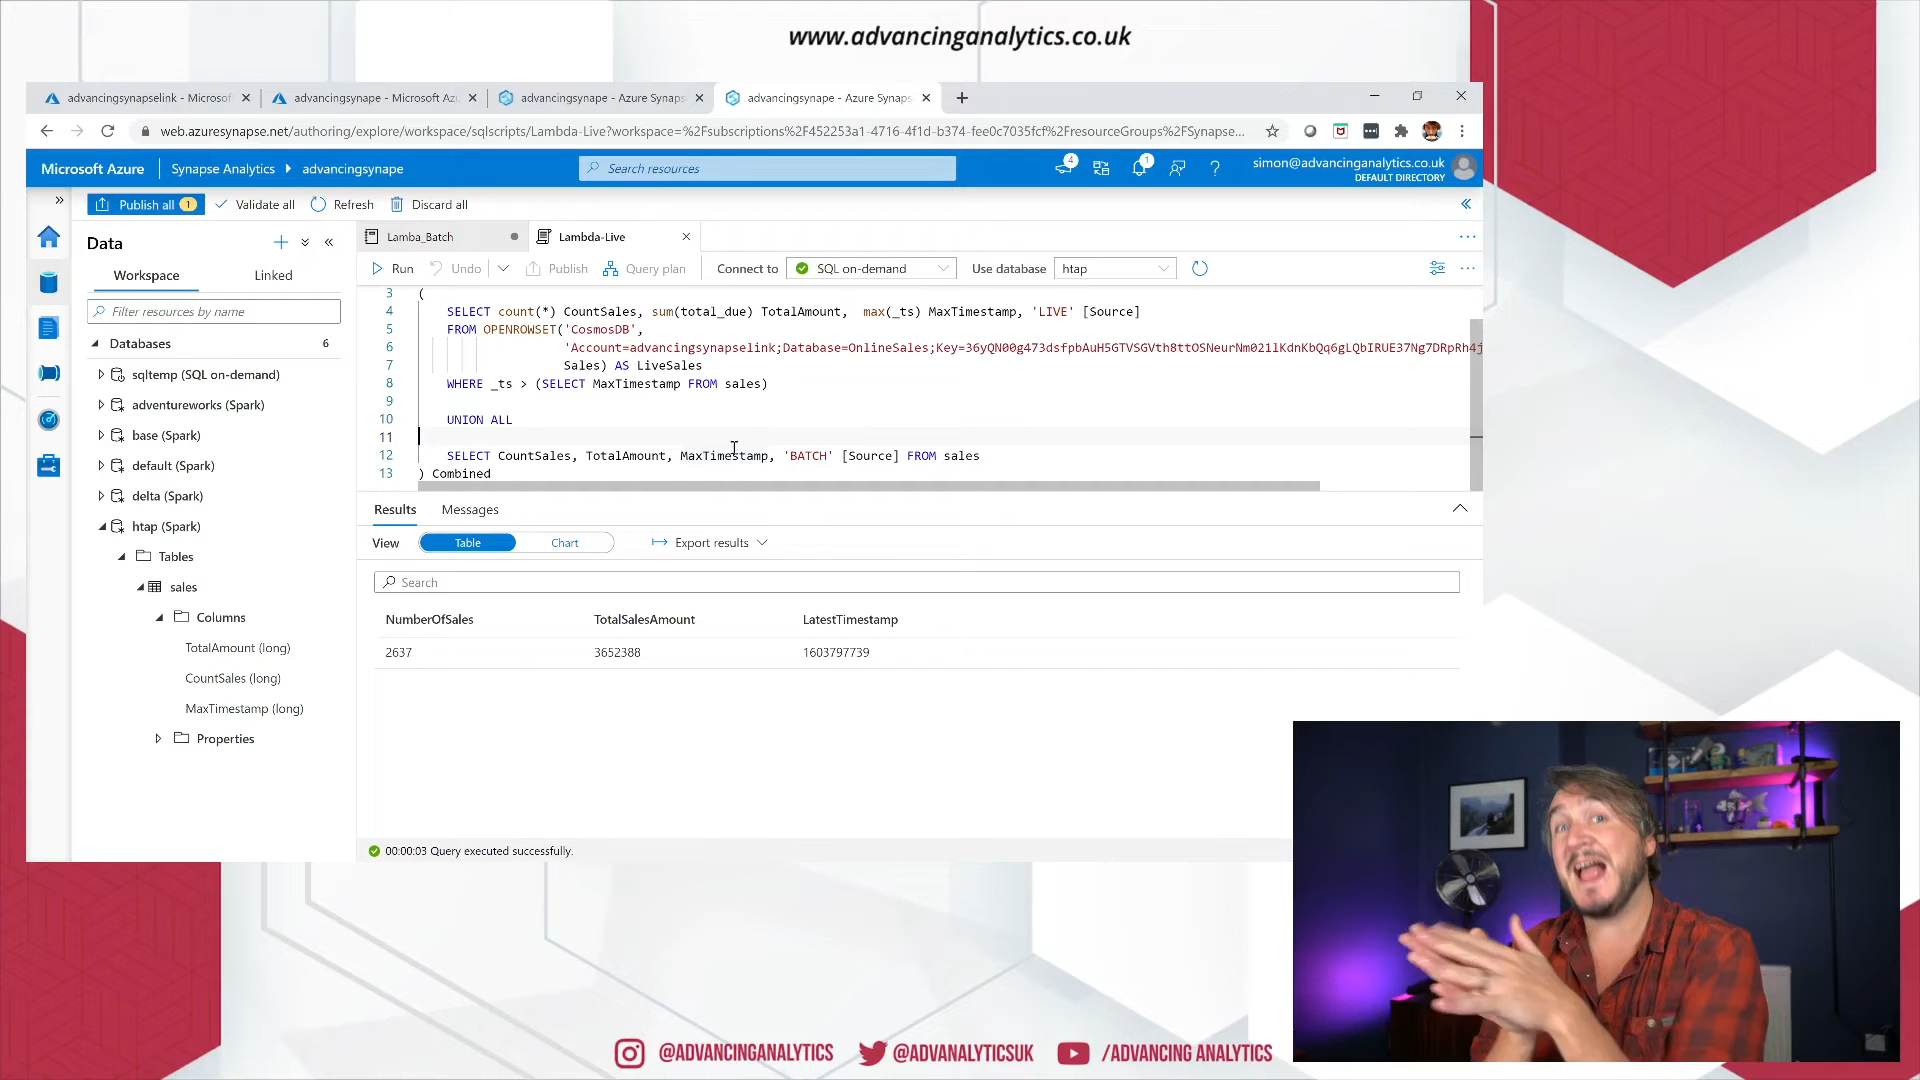 www.advancinganalytics.co.uk
advancingsynapselink - Microsof
advancingsynape - Microsoft Azu
advancingsynape - Azure Synaps
advancingsynape - Azure Synaps
web.azuresynapse.net/authoring/explore/workspace/sqlscripts/Lambda-Live?workspace=%2Fsubscriptions%2F452253a1-4716-4f1d-b374-fee0c7035fcf%2FresourceGroups%2FSynapse...
Microsoft Azure
Synapse Analytics
advancingsynape
Search resources
4
1
simon@advancinganalytics.co.uk
DEFAULT DIRECTORY
Publish all 1
Validate all
Refresh
Discard all
Data
Workspace
Linked
Filter resources by name
Databases 6
sqltemp (SQL on-demand)
adventureworks (Spark)
base (Spark)
default (Spark)
delta (Spark)
htap (Spark)
Tables
sales
Columns
TotalAmount (long)
CountSales (long)
MaxTimestamp (long)
Properties
Lamba_Batch
Lambda-Live
Run
Undo
Publish
Query plan
Connect to
SQL on-demand
Use database
htap
3 (
4 SELECT count(*) CountSales, sum(total_due) TotalAmount, max(_ts) MaxTimestamp, 'LIVE' [Source]
5 FROM OPENROWSET('CosmosDB',
6 'Account=advancingsynapselink;Database=OnlineSales;
7 Sales) AS LiveSales
8 WHERE _ts > (SELECT MaxTimestamp FROM sales)
9
10 UNION ALL
11
12 SELECT CountSales, TotalAmount, MaxTimestamp, 'BATCH' [Source] FROM sales
13 ) Combined
Results
Messages
View
Table
Chart
Export results
Search
NumberOfSales TotalSalesAmount LatestTimestamp
2637 3652388 1603797739
00:00:03 Query executed successfully.
@ADVANCINGANALYTICS
@ADVANALYTICSUK
/ADVANCING ANALYTICS